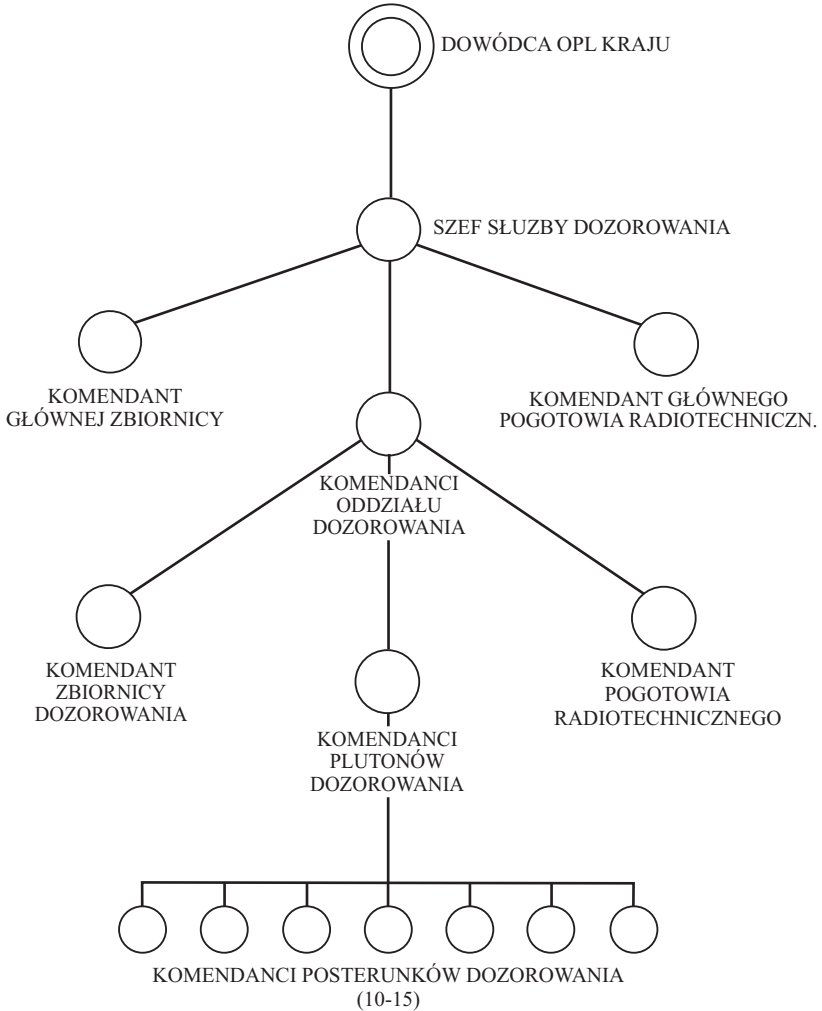 DOWÓDCA OPL KRAJU
SZEF SŁUZBY DOZOROWANIA
KOMENDANT
GŁÓWNEJ ZBIORNICY
KOMENDANT GŁÓWNEGO
POGOTOWIA RADIOTECHNICZN.
KOMENDANCI
ODDZIAŁU
DOZOROWANIA
KOMENDANT
ZBIORNICY
DOZOROWANIA
KOMENDANCI
PLUTONÓW
DOZOROWANIA
KOMENDANT
POGOTOWIA
RADIOTECHNICZNEGO
KOMENDANCI POSTERUNKÓW DOZOROWANIA
(10-15)